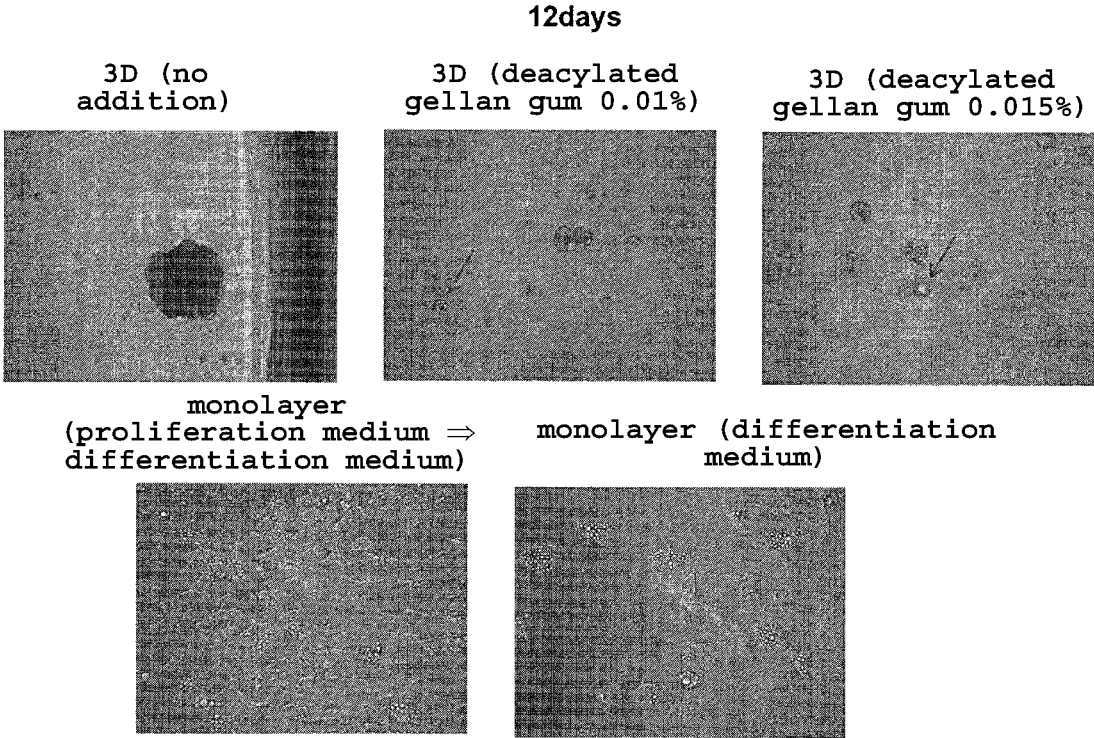 12days
3D (no
addition)
3D (deacylated
gellan gum 0.01%)
3D (deacylated
gellan gum 0.015%)
monolayer
(proliferation medium ⇒
differentiation medium)
monolayer (differentiation
medium)